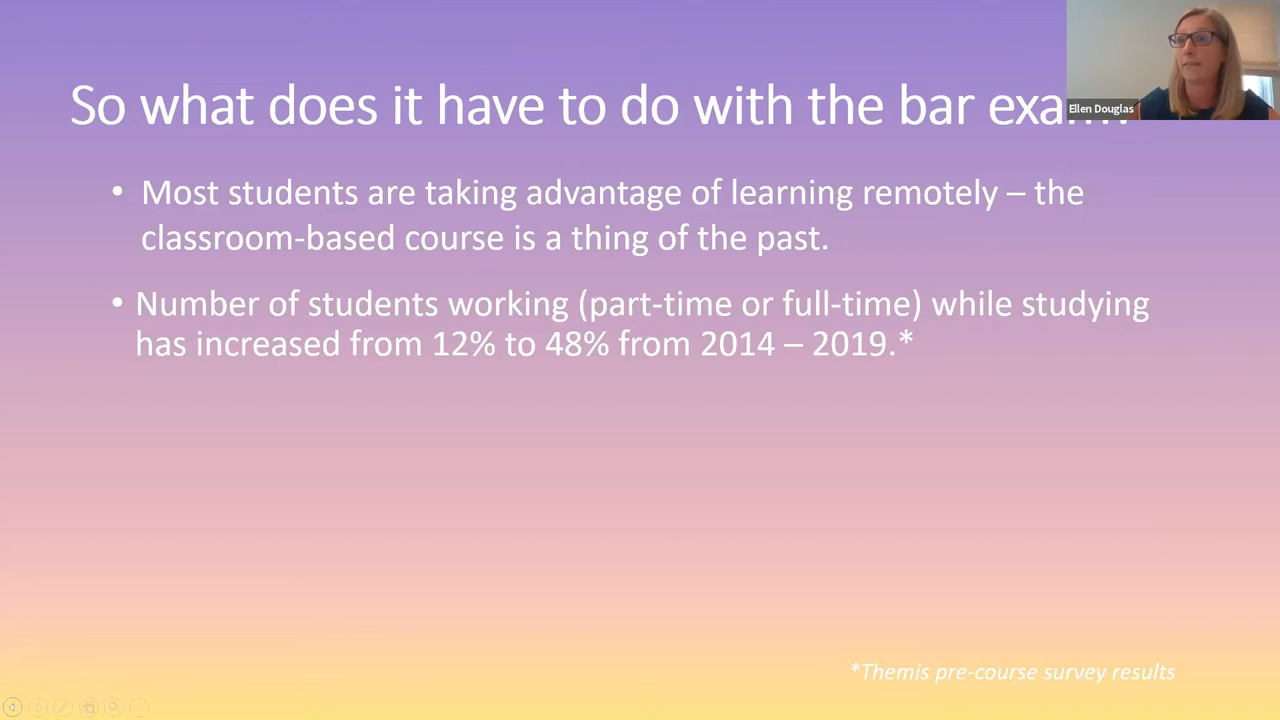 So what does it have to do with the bar
Ellen Douglas
• Most students are taking advantage of learning remotely – the
classroom-based course is a thing of the past.
• Number of students working (part-time or full-time) while studying
has increased from 12% to 48% from 2014 – 2019.*
*Themis pre-course survey results